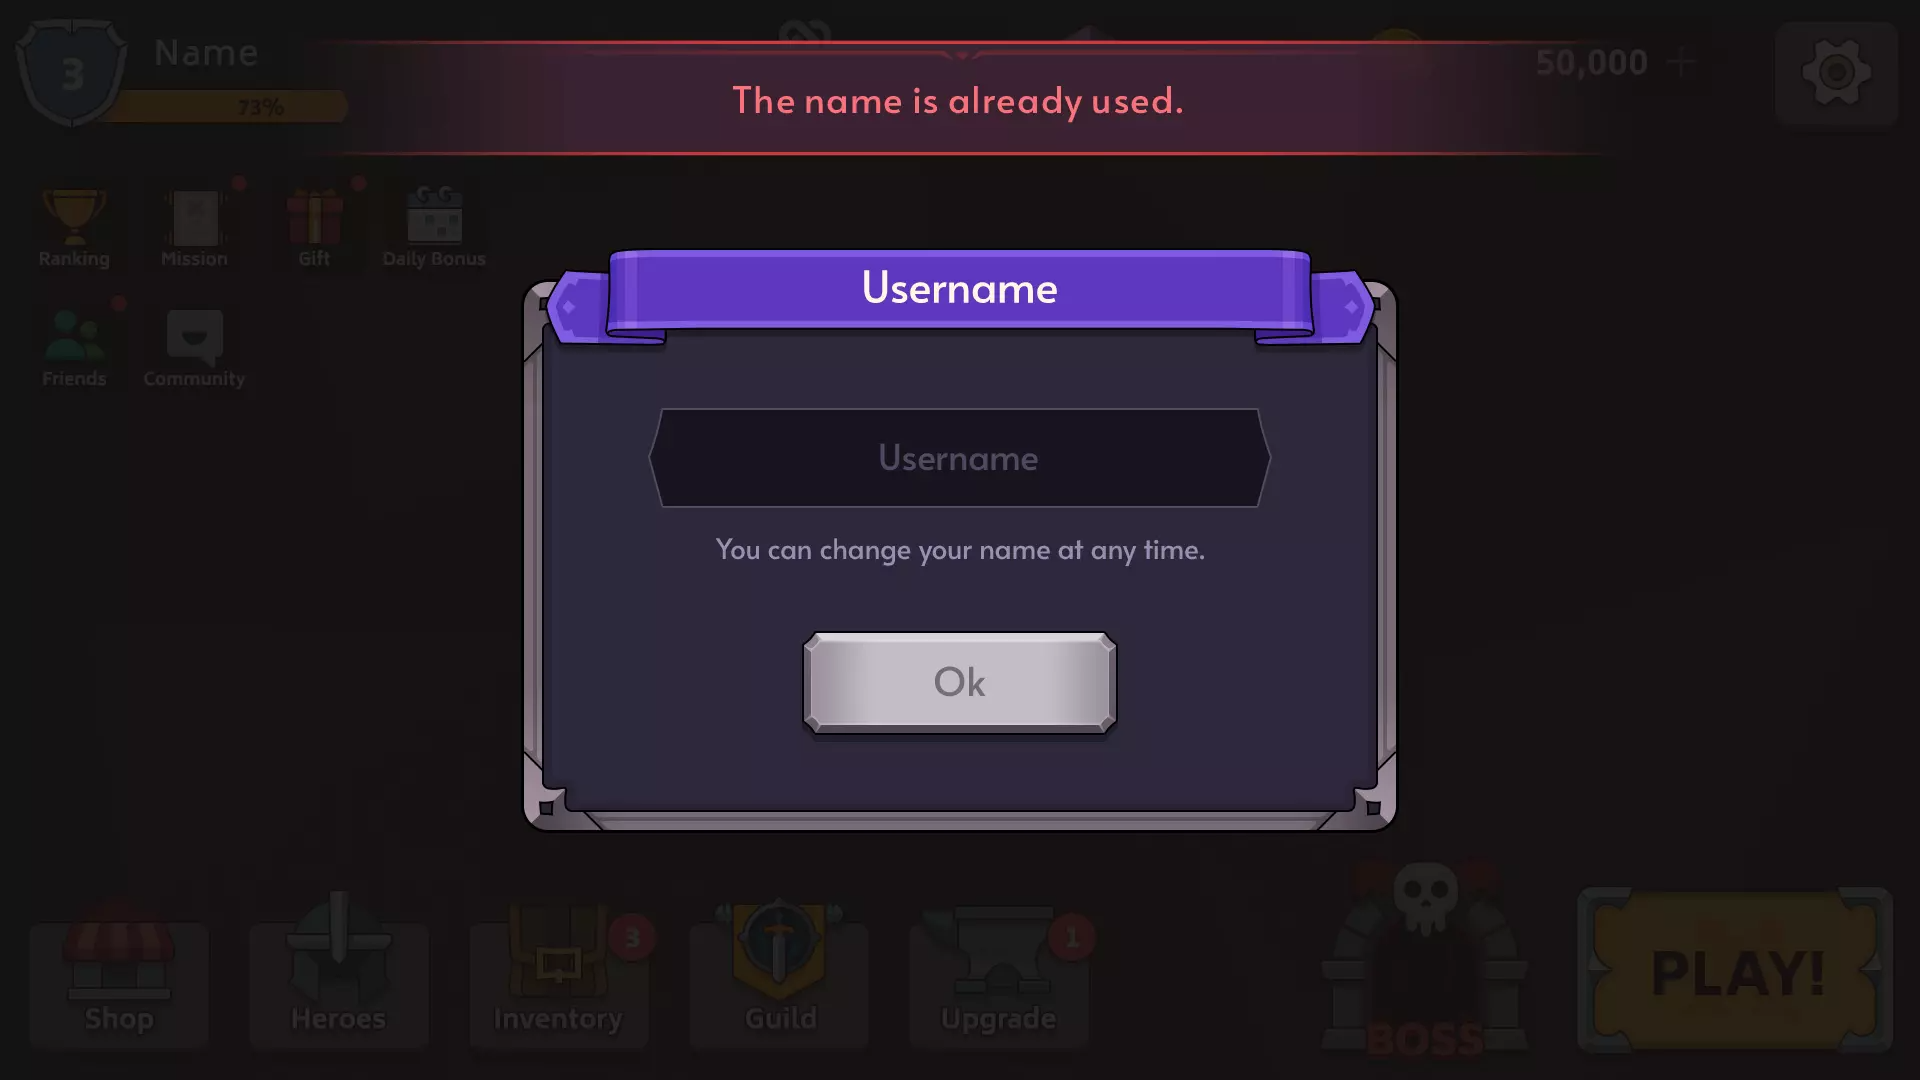 3
Name
73%
50,000
The name is already used.
Ranking
Mission
Gift
Daily Bonus
Friends
Community
Username
Username
You can change your name at any time.
Ok
Shop
Heroes
3
Inventory
Guild
1
Upgrade
BOSS
PLAY!